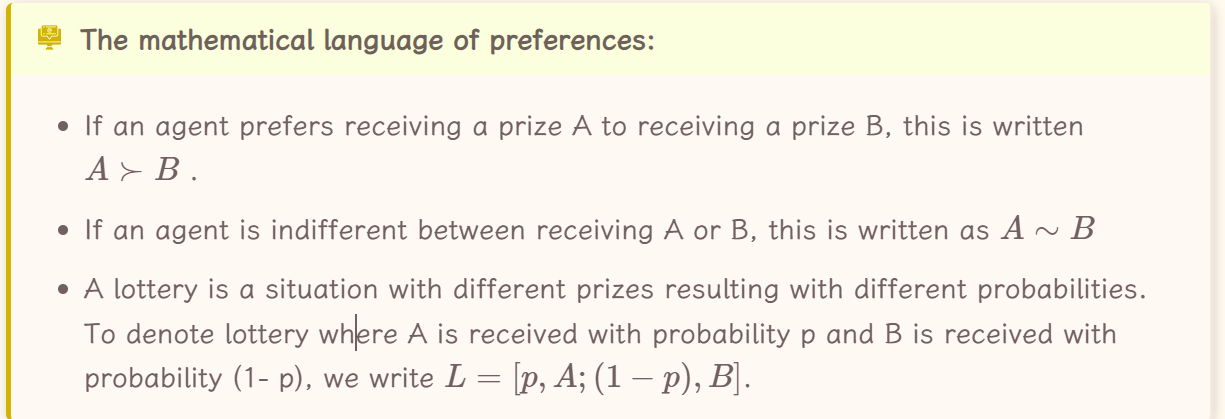 The mathematical language of preferences:
• If an agent prefers receiving a prize A to receiving a prize B, this is written
A ≻ B .
• If an agent is indifferent between receiving A or B, this is written as A ∼ B
• A lottery is a situation with different prizes resulting with different probabilities.
To denote lottery where A is received with probability p and B is received with
probability (1- p), we write L = [p, A; (1 − p), B].